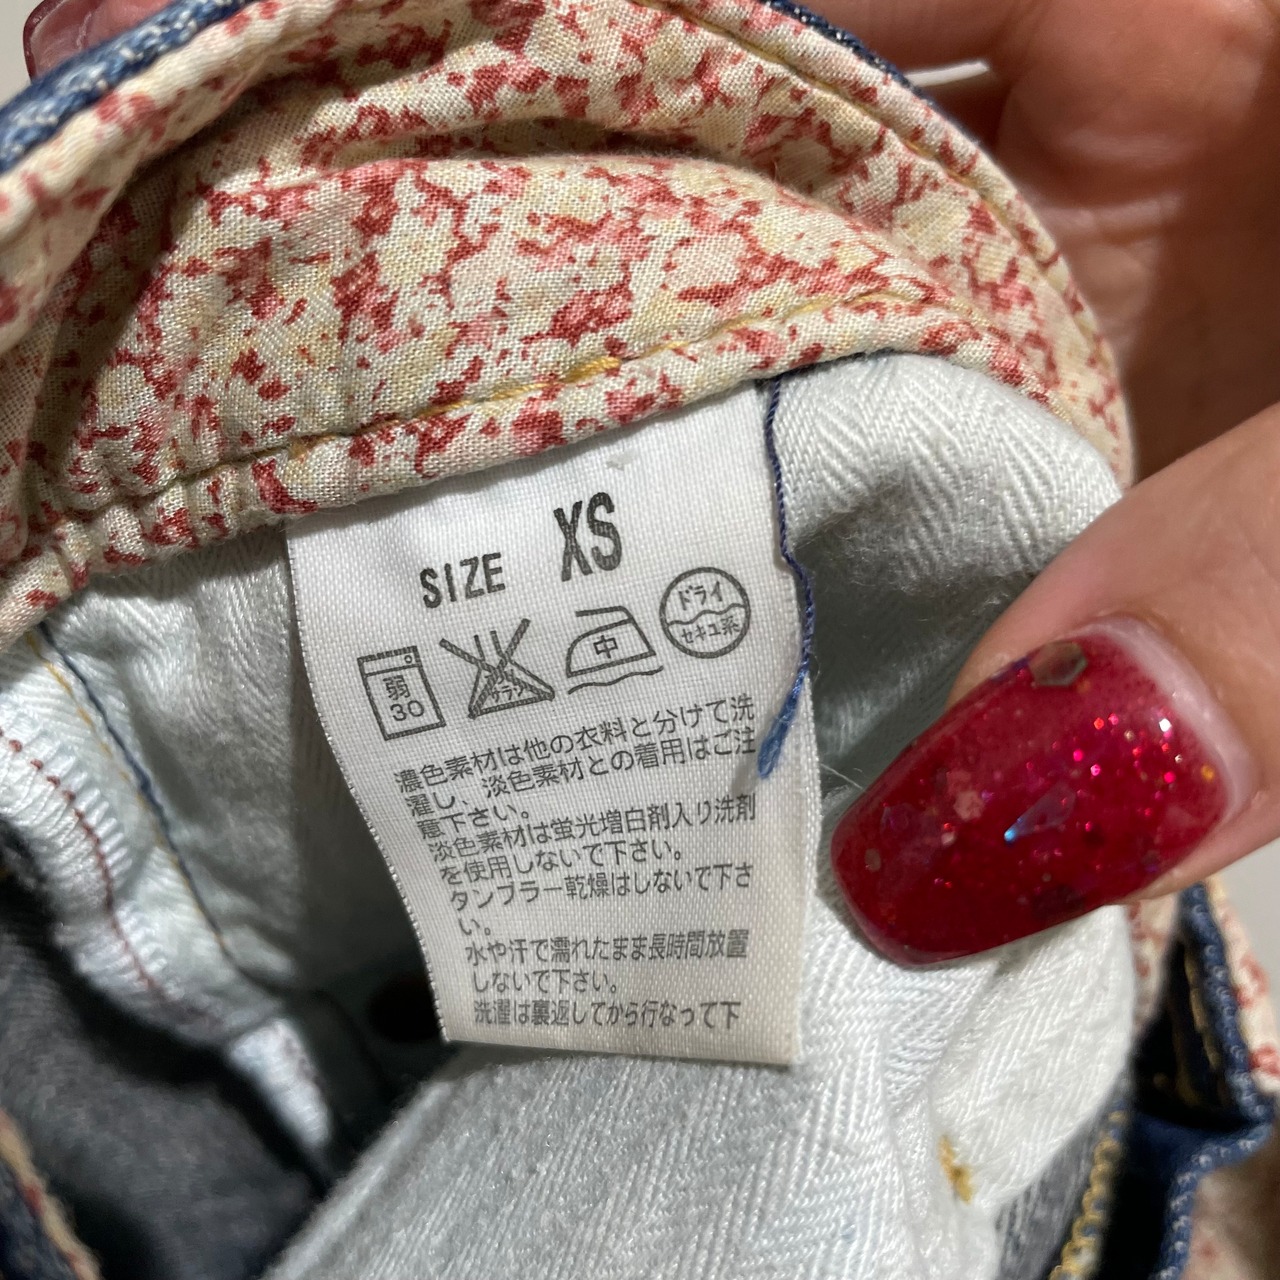 SIZE XS
弱
30
サラシ
中
ドライ
セキユ系
濃色素材は他の衣料と分けて洗
濯し、淡色素材との着用はご注
意下さい。
淡色素材は蛍光増白剤入り洗剤
を使用しないで下さい。
タンブラー乾燥はしないで下さ
い。
水や汗で濡れたまま長時間放置
しないで下さい。
洗濯は裏返してから行なって下